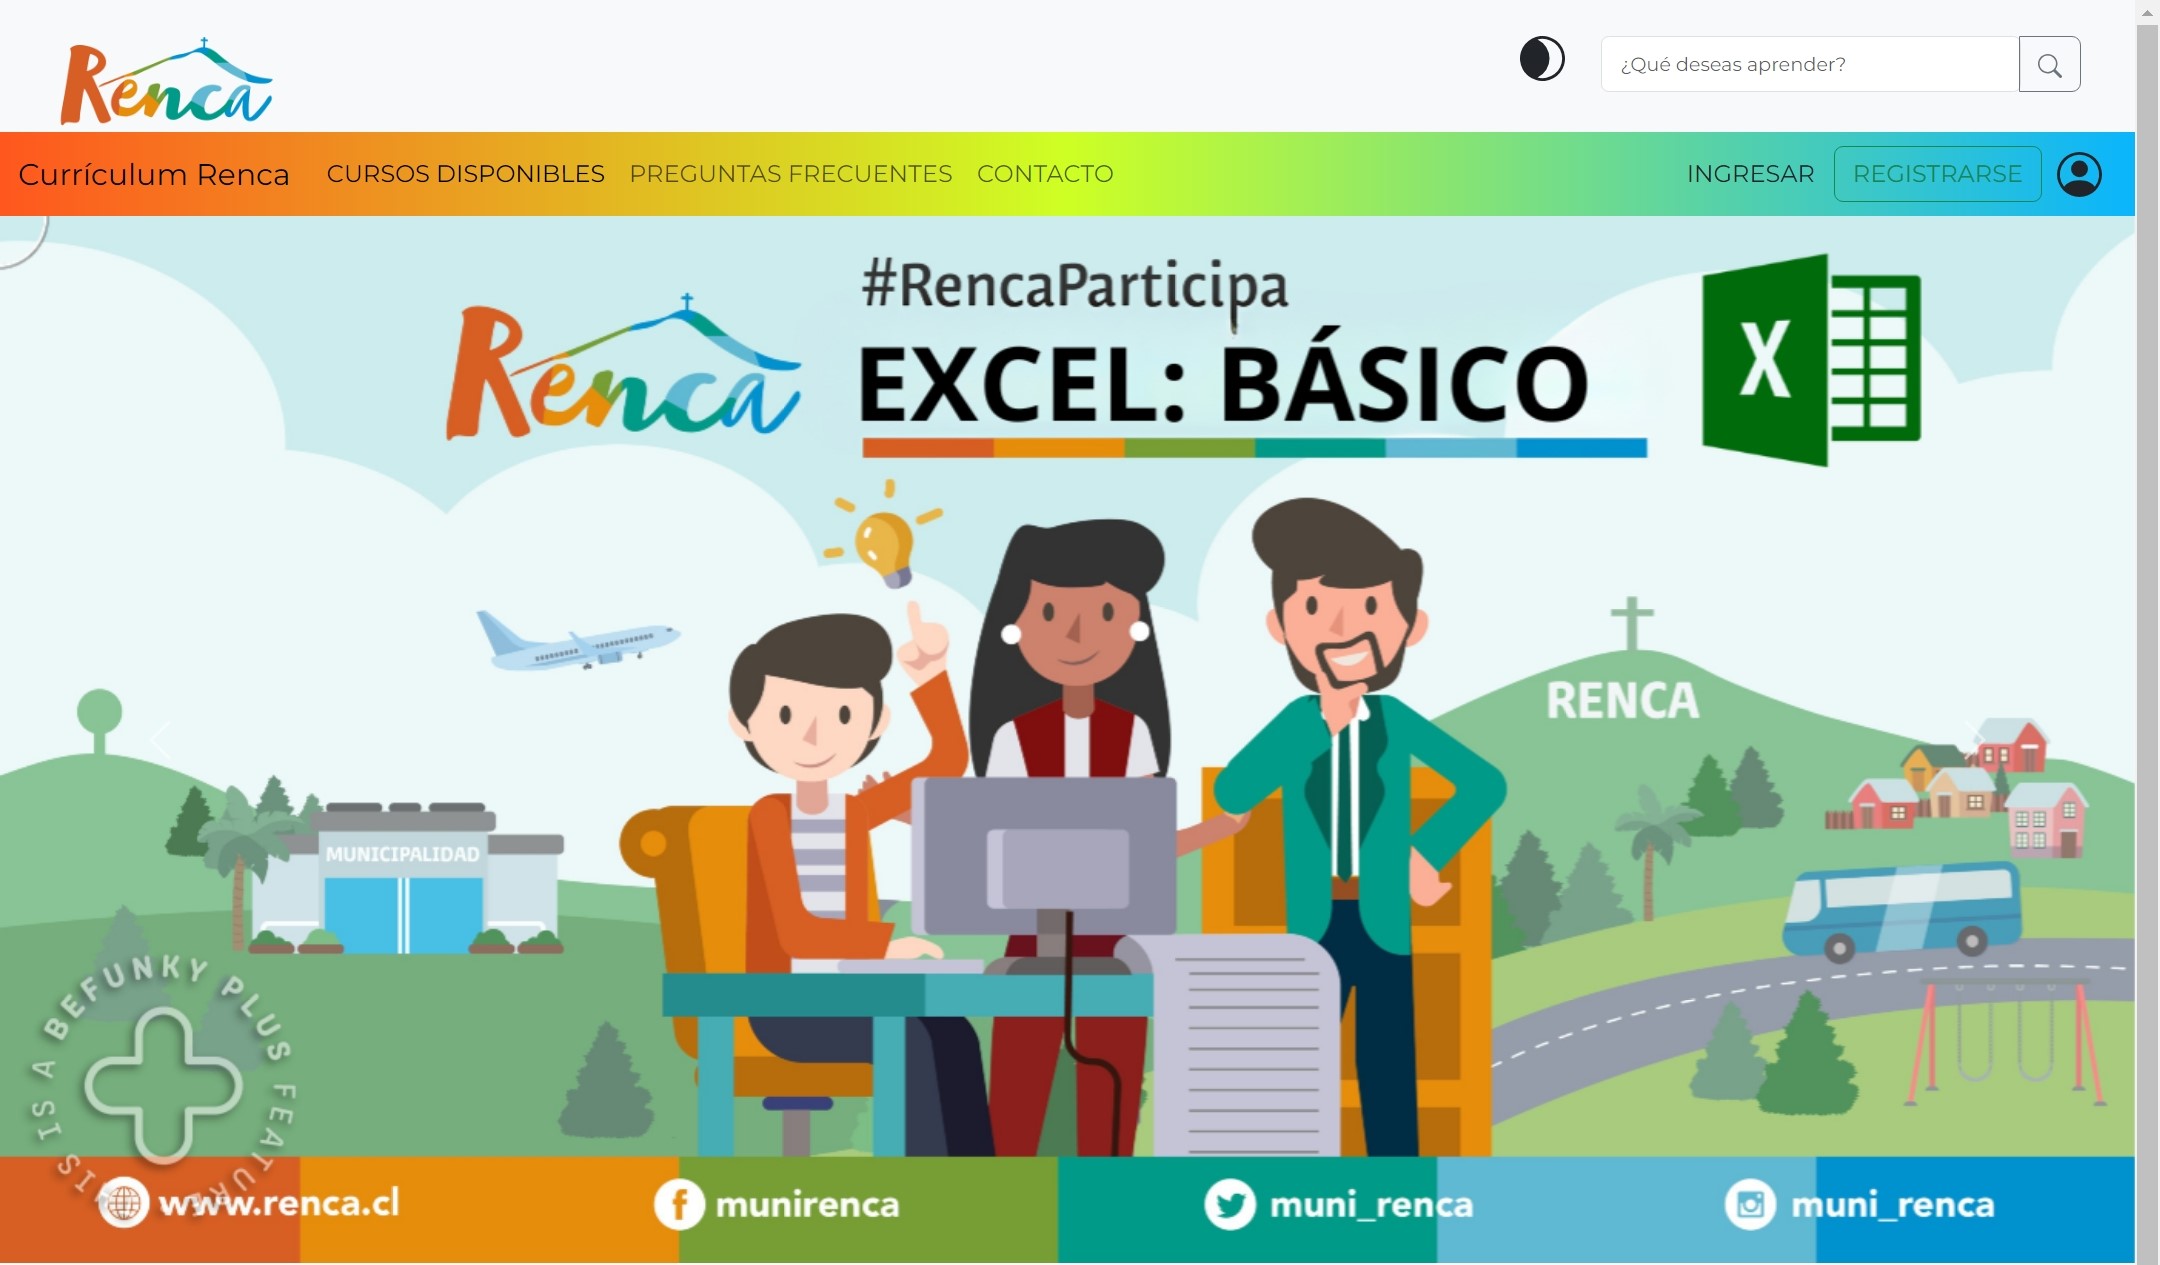 Renca
¿Qué deseas aprender?
Currículum Renca
CURSOS DISPONIBLES
PREGUNTAS FRECUENTES
CONTACTO
INGRESAR
REGISTRARSE
#RencaParticipa
Renca
EXCEL: BÁSICO
X
RENCA
MUNICIPALIDAD
IS A BEFUNKY PLUS FEATURE
www.renca.cl
munirenca
muni_renca
muni_renca